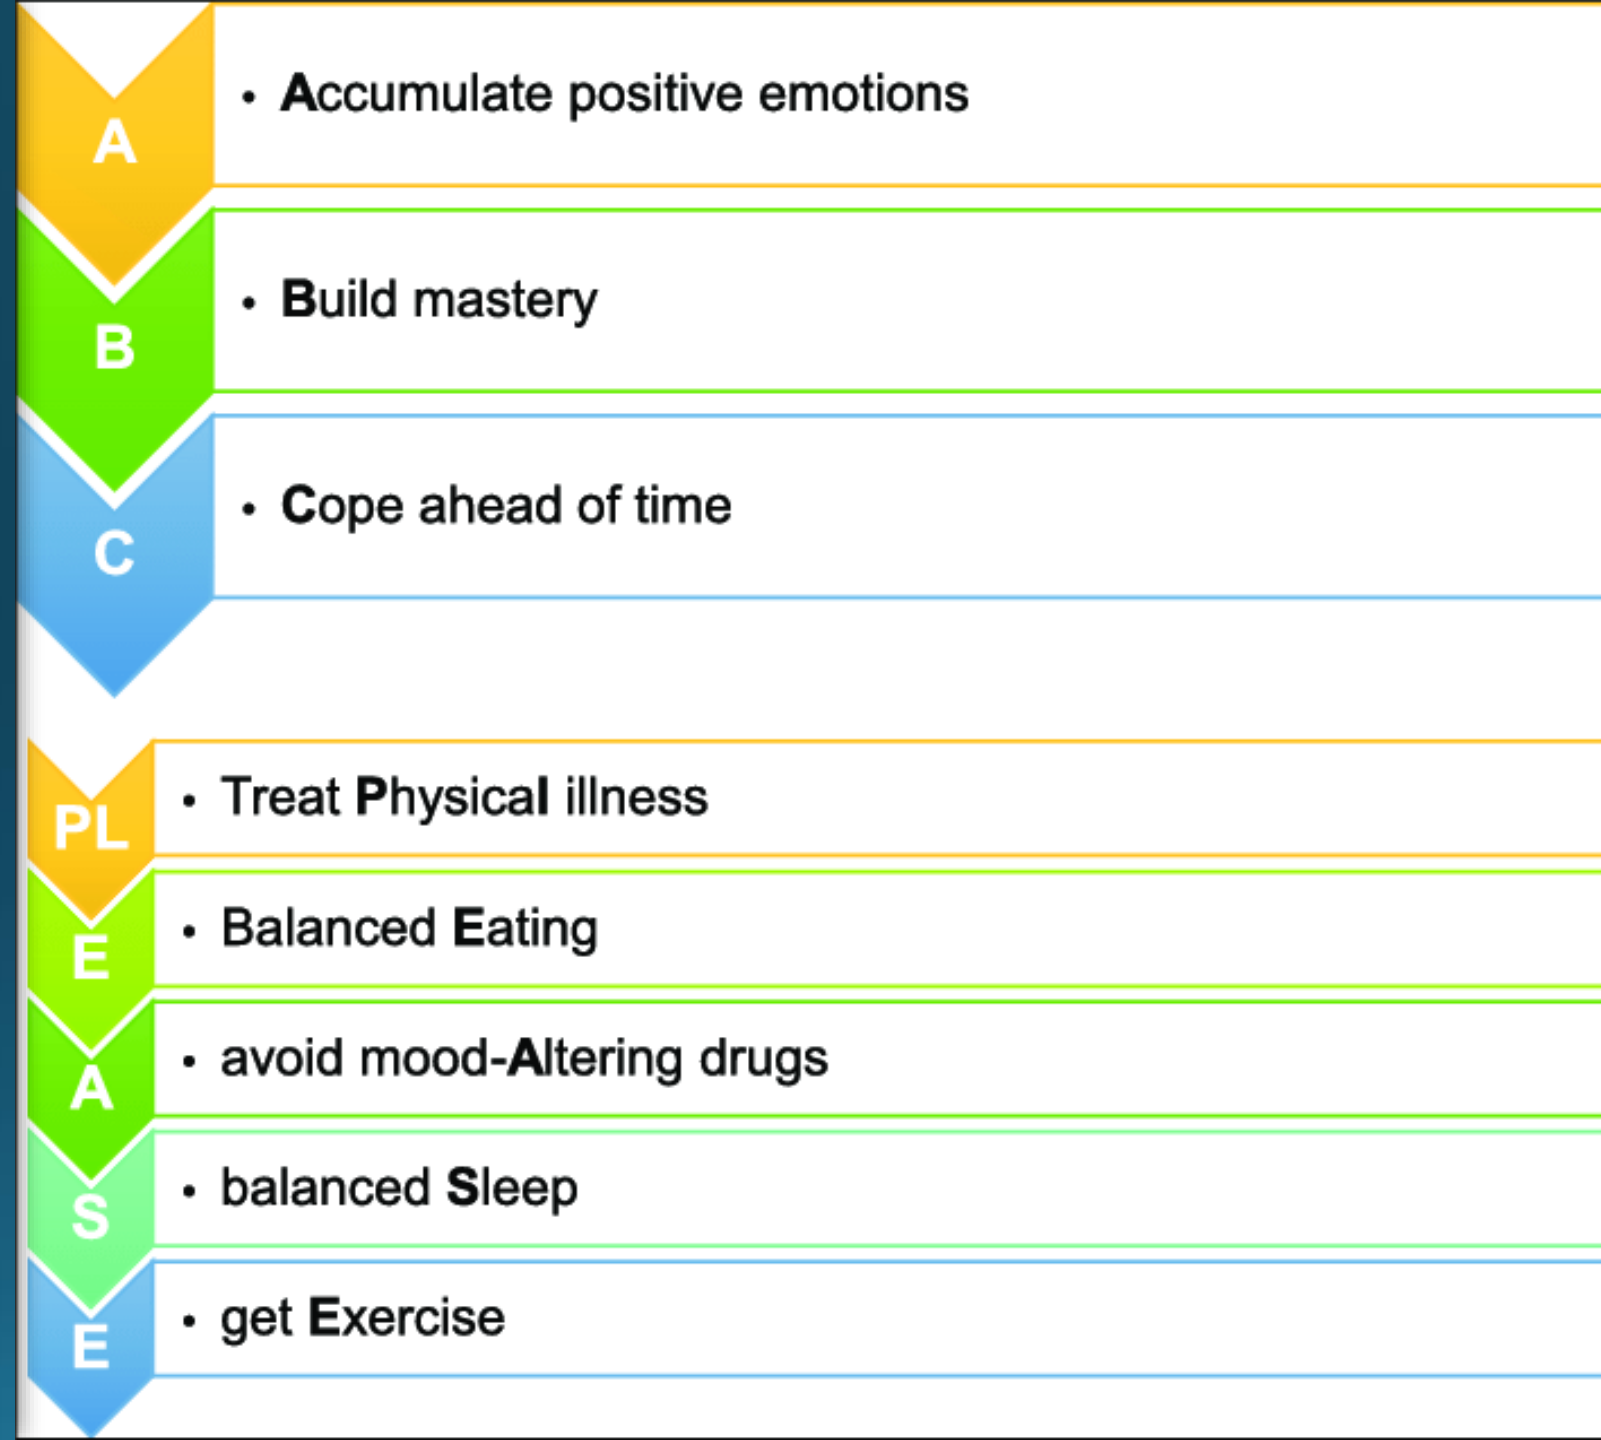 A
• Accumulate positive emotions
B
• Build mastery
C
• Cope ahead of time
PL
• Treat Physical illness
E
• Balanced Eating
A
• avoid mood-Altering drugs
S
• balanced Sleep
E
• get Exercise